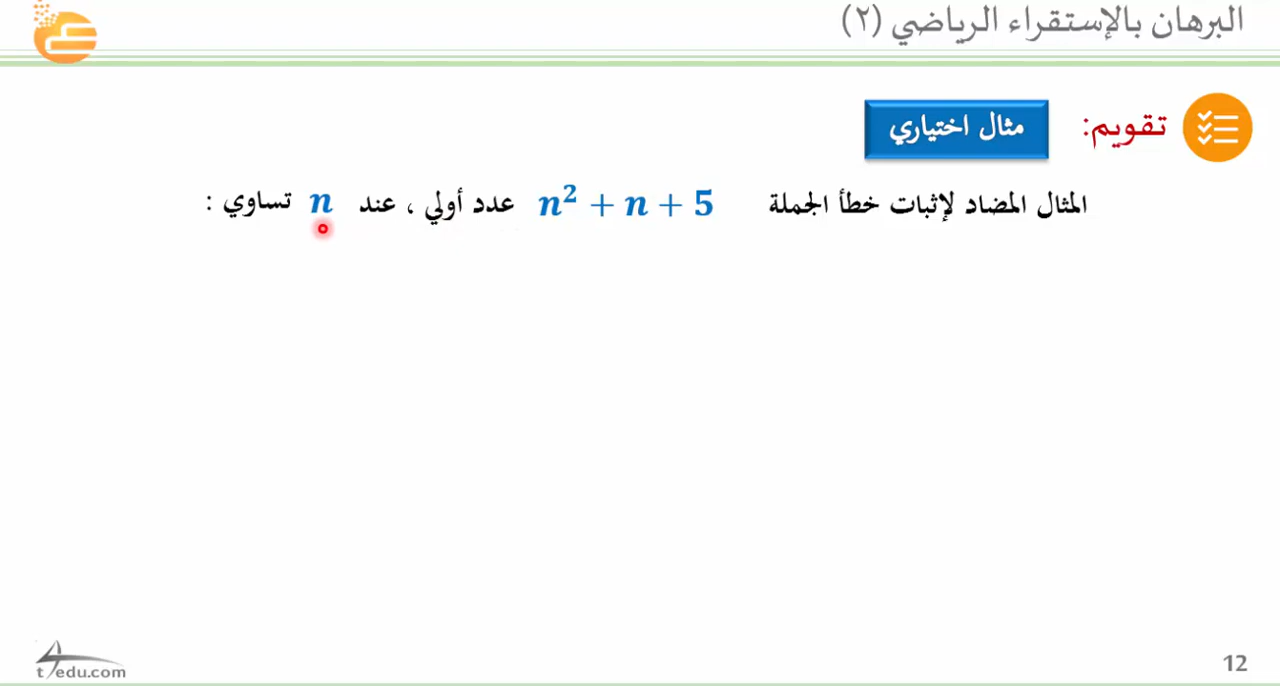 البرهان بالإستقراء الرياضي (٢)
تقويم:
مثال اختياري
المثال المضاد لإثبات خطأ الجملة n² + n + 5 عدد أولي ، عند n تساوي :
t4edu.com
12